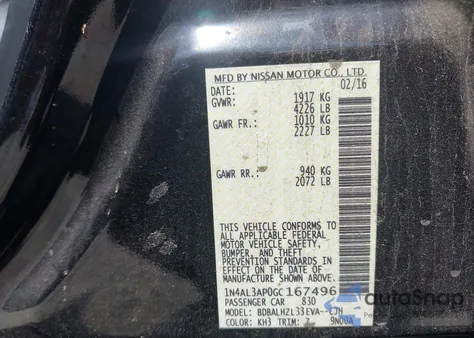 MFD BY NISSAN MOTOR CO., LTD.
DATE: 02/16
GVWR: 1917 KG
4226 LB
GAWR FR.: 1010 KG
2227 LB
GAWR RR.: 940 KG
2072 LB
THIS VEHICLE CONFORMS TO
ALL APPLICABLE FEDERAL
MOTOR VEHICLE SAFETY,
BUMPER, AND THEFT
PREVENTION STANDARDS IN
EFFECT ON THE DATE OF
MANUFACTURE SHOWN ABOVE.
1N4AL3AP0GC167496
PASSENGER CAR 830
MODEL: BDBALHZL33EVA--EJH
COLOR: KH3 TRIM:
AutoSnap